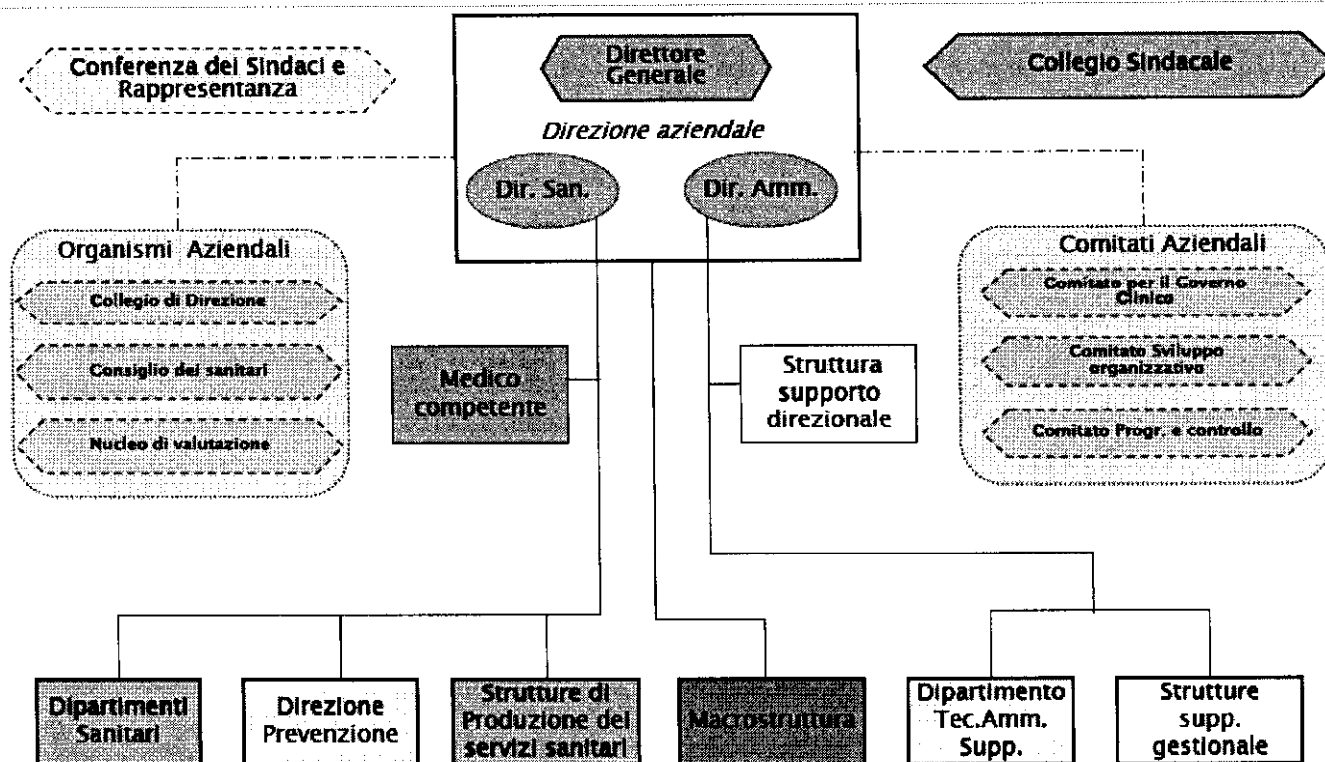 Conferenza dei Sindaci e
Rappresentanza
Direttore
Generale
Collegio Sindacale
Direzione aziendale
Dir. San.
Dir. Amm.
Organismi Aziendali
Collegio di Direzione
Consiglio dei sanitari
Nucleo di valutazione
Comitati Aziendali
Comitato per il Governo
Clinico
Comitato Sviluppo
organizzativo
Comitato Progr. e controllo
Medico
competente
Struttura
supporto
direzionale
Dipartimenti
Sanitari
Direzione
Prevenzione
Strutture di
Produzione dei
servizi sanitari
Macrostruttura
Dipartimento
Tec.Amm.
Supp.
Strutture
supp.
gestionale